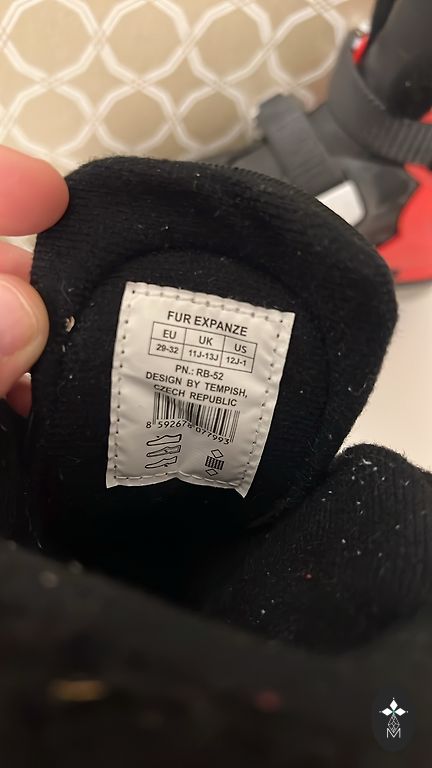 FUR EXPANZE
EU UK US
29-32 11J-13J 12J-1
PN.: RB-52
DESIGN BY TEMPISH,
CZECH REPUBLIC
8 592674 077993
M